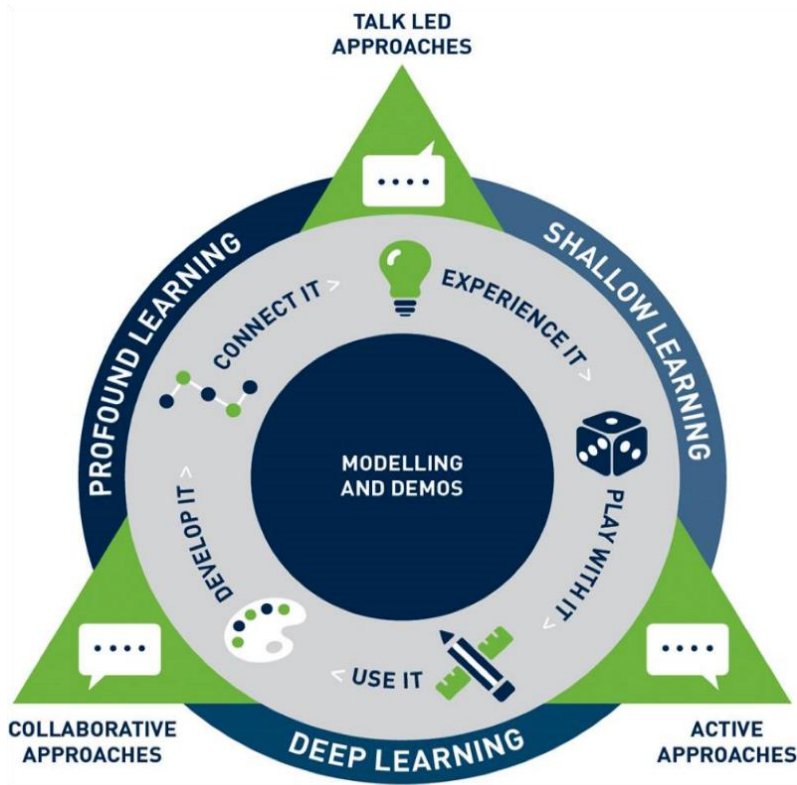 TALK LED
APPROACHES
PROFOUND LEARNING
SHALLOW LEARNING
CONNECT IT >
EXPERIENCE IT >
MODELLING
AND DEMOS
DEVELOP IT >
PLAY WITH IT >
< USE IT
COLLABORATIVE
APPROACHES
DEEP LEARNING
ACTIVE
APPROACHES